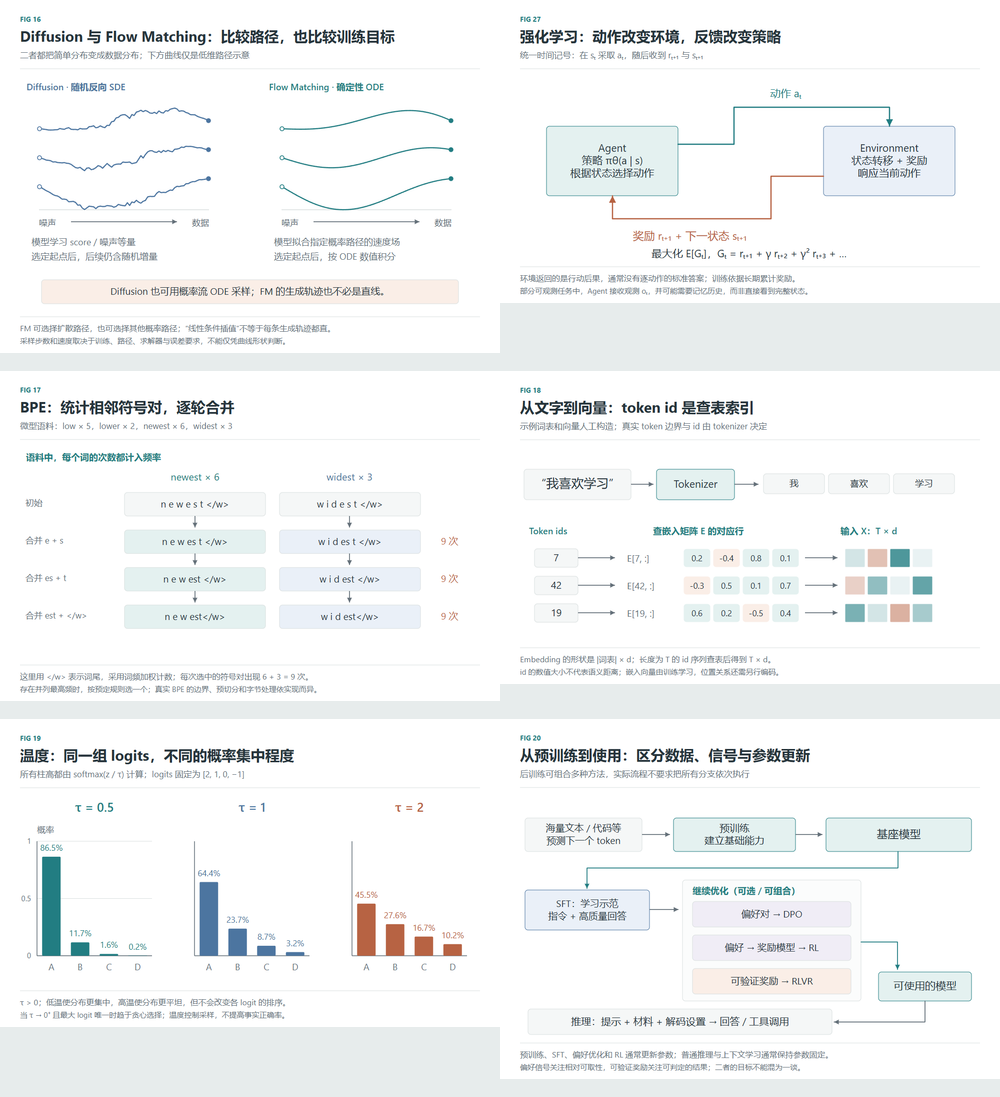 FIG 16
Diffusion 与 Flow Matching：比较路径，也比较训练目标
二者都把简单分布变成数据分布；下方曲线仅是低维路径示意
Diffusion · 随机反向 SDE
Flow Matching · 确定性 ODE
噪声
数据
噪声
数据
模型学习 score / 噪声等量
选定起点后，后续仍含随机增量
模型拟合指定概率路径的速度场
选定起点后，按 ODE 数值积分
Diffusion 也可用概率流 ODE 采样；FM 的生成轨迹也不必是直线。
FM 可选择扩散路径，也可选择其他概率路径；“线性条件插值”不等于每条生成轨迹都直。
采样步数和速度取决于训练、路径、求解器与误差要求，不能仅凭曲线形状判断。
FIG 27
强化学习：动作改变环境，反馈改变策略
统一时间记号：在 sₜ 采取 aₜ，随后收到 rₜ₊₁ 与 sₜ₊₁
动作 aₜ
Agent
策略 πθ(a | s)
根据状态选择动作
Environment
状态转移 + 奖励
响应当前动作
奖励 rₜ₊₁ + 下一状态 sₜ₊₁
最大化 E[Gₜ]，Gₜ = rₜ₊₁ + γ rₜ₊₂ + γ² rₜ₊₃ + …
环境返回的是行动后果，通常没有逐动作的标准答案；训练依据长期累计奖励。
部分可观测任务中，Agent 接收观测 oₜ，并可能需要记忆历史，而非直接看到完整状态。
FIG 17
BPE：统计相邻符号对，逐轮合并
微型语料：low × 5，lower × 2，newest × 6，widest × 3
语料中，每个词的次数都计入频率
newest × 6
widest × 3
初始
n e w e s t </w>
w i d e s t </w>
合并 e + s
n e w es t </w>
w i d es t </w>
9 次
合并 es + t
n e w est </w>
w i d est </w>
9 次
合并 est + </w>
n e w est</w>
w i d est</w>
9 次
这里用 </w> 表示词尾，采用词频加权计数；每次选中的符号对出现 6 + 3 = 9 次。
存在并列最高频时，按预定规则选一个；真实 BPE 的边界、预切分和字节处理依实现而异。
FIG 18
从文字到向量：token id 是查表索引
示例词表和向量人工构造；真实 token 边界与 id 由 tokenizer 决定
“我喜欢学习”
Tokenizer
我
喜欢
学习
Token ids
查嵌入矩阵 E 的对应行
输入 X：T × d
7
E[7, :]
0.2
-0.4
0.8
0.1
42
E[42, :]
-0.3
0.5
0.1
0.7
19
E[19, :]
0.6
0.2
-0.5
0.4
Embedding 的形状是 |词表| × d；长度为 T 的 id 序列查表后得到 T × d。
id 的数值大小不代表语义距离；嵌入向量由训练学习，位置关系还需另行编码。
FIG 19
温度：同一组 logits，不同的概率集中程度
所有柱高都由 softmax(z / τ) 计算；logits 固定为 [2, 1, 0, −1]
τ = 0.5
τ = 1
τ = 2
概率
1
0.5
0
86.5%
11.7%
1.6%
0.2%
A
B
C
D
64.4%
23.7%
8.7%
3.2%
A
B
C
D
45.5%
27.6%
16.7%
10.2%
A
B
C
D
τ > 0；低温使分布更集中，高温使分布更平坦，但不会改变各 logit 的排序。
当 τ → 0⁺ 且最大 logit 唯一时趋于贪心选择；温度控制采样，不提高事实正确率。
FIG 20
从预训练到使用：区分数据、信号与参数更新
后训练可组合多种方法，实际流程不要求把所有分支依次执行
海量文本 / 代码等
预测下一个 token
预训练
建立基础能力
基座模型
SFT：学习示范
指令 + 高质量回答
继续优化（可选 / 可组合）
偏好对 → DPO
偏好 → 奖励模型 → RL
可验证奖励 → RLVR
可使用的模型
推理：提示 + 材料 + 解码设置 → 回答 / 工具调用
预训练、SFT、偏好优化和 RL 通常更新参数；普通推理与上下文学习通常保持参数固定。
偏好信号关注相对可取性，可验证奖励关注可判定的结果；二者的目标不能混为一谈。